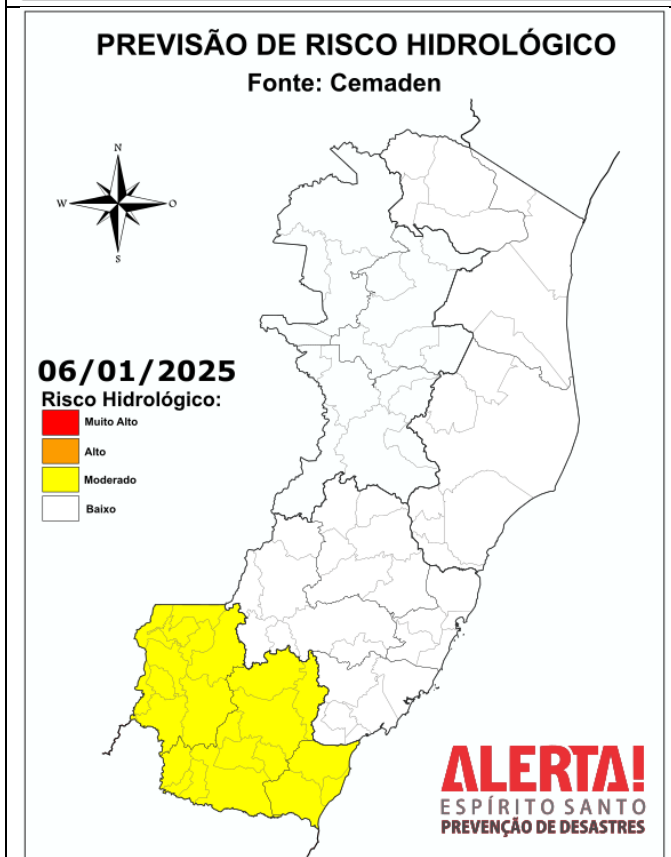 PREVISÃO DE RISCO HIDROLÓGICO
Fonte: Cemaden
N
W
O
S
06/01/2025
Risco Hidrológico:
Muito Alto
Alto
Moderado
Baixo
ALERTA!
ESPÍRITO SANTO
PREVENÇÃO DE DESASTRES